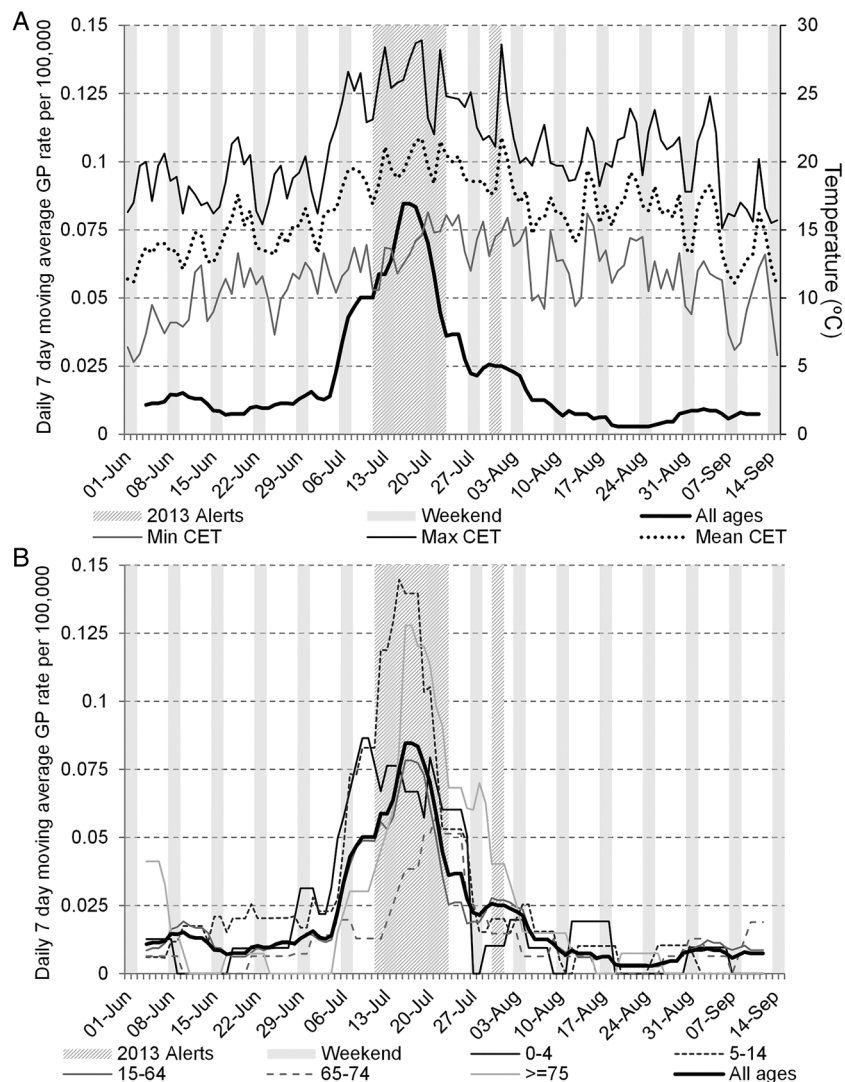 A
Daily 7 day moving average GP rate per 100,000
0.15
0.125
0.1
0.075
0.05
0.025
0
30
25
20
15
10
5
0
Temperature (ºC)
01-Jun 08-Jun 15-Jun 22-Jun 29-Jun 06-Jul 13-Jul 20-Jul 27-Jul 03-Aug 10-Aug 17-Aug 24-Aug 31-Aug 07-Sep 14-Sep
2013 Alerts Weekend All ages
Min CET Max CET Mean CET
B
Daily 7 day moving average GP rate per 100,000
0.15
0.125
0.1
0.075
0.05
0.025
0
01-Jun 08-Jun 15-Jun 22-Jun 29-Jun 06-Jul 13-Jul 20-Jul 27-Jul 03-Aug 10-Aug 17-Aug 24-Aug 31-Aug 07-Sep 14-Sep
2013 Alerts Weekend 0-4 5-14
15-64 65-74 >=75 All ages